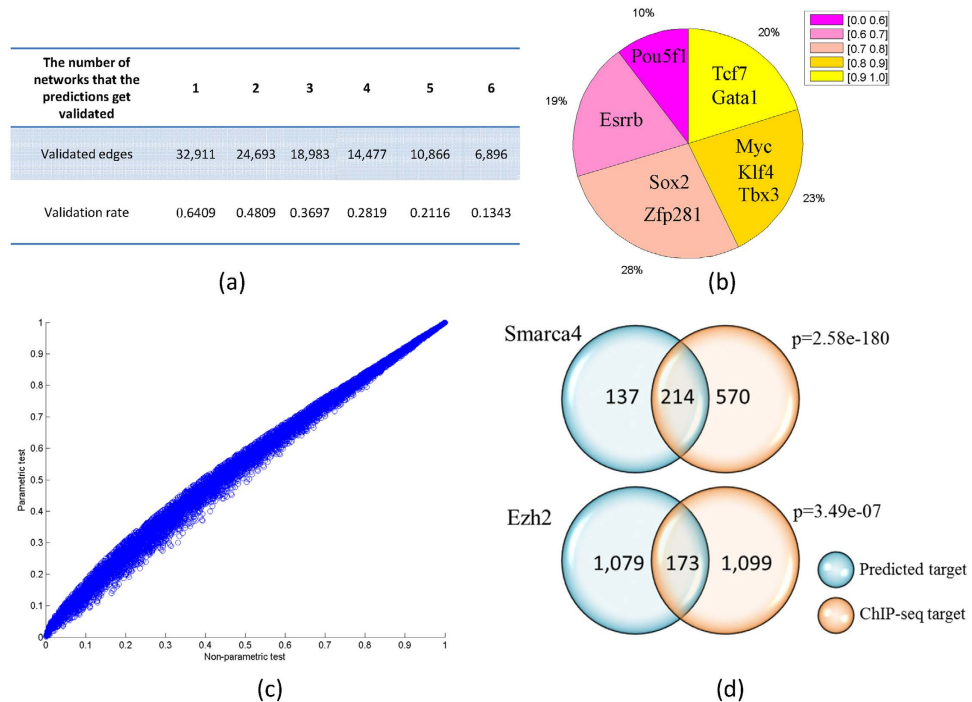 The number of
networks that the
predictions get
validated
1 2 3 4 5 6
Validated edges 32,911 24,693 18,983 14,477 10,866 6,896
Validation rate 0.6409 0.4809 0.3697 0.2819 0.2116 0.1343
(a)
10%
20%
19%
23%
28%
Pou5f1
Tcf7
Gata1
Esrrb
Myc
Klf4
Tbx3
Sox2
Zfp281
[0.0 0.6]
[0.6 0.7]
[0.7 0.8]
[0.8 0.9]
[0.9 1.0]
(b)
Parametric test
1
0.9
0.8
0.7
0.6
0.5
0.4
0.3
0.2
0.1
0
0 0.1 0.2 0.3 0.4 0.5 0.6 0.7 0.8 0.9 1
Non-parametric test
(c)
Smarca4
137 214 570
p=2.58e-180
Ezh2
1,079 173 1,099
p=3.49e-07
Predicted target
ChIP-seq target
(d)